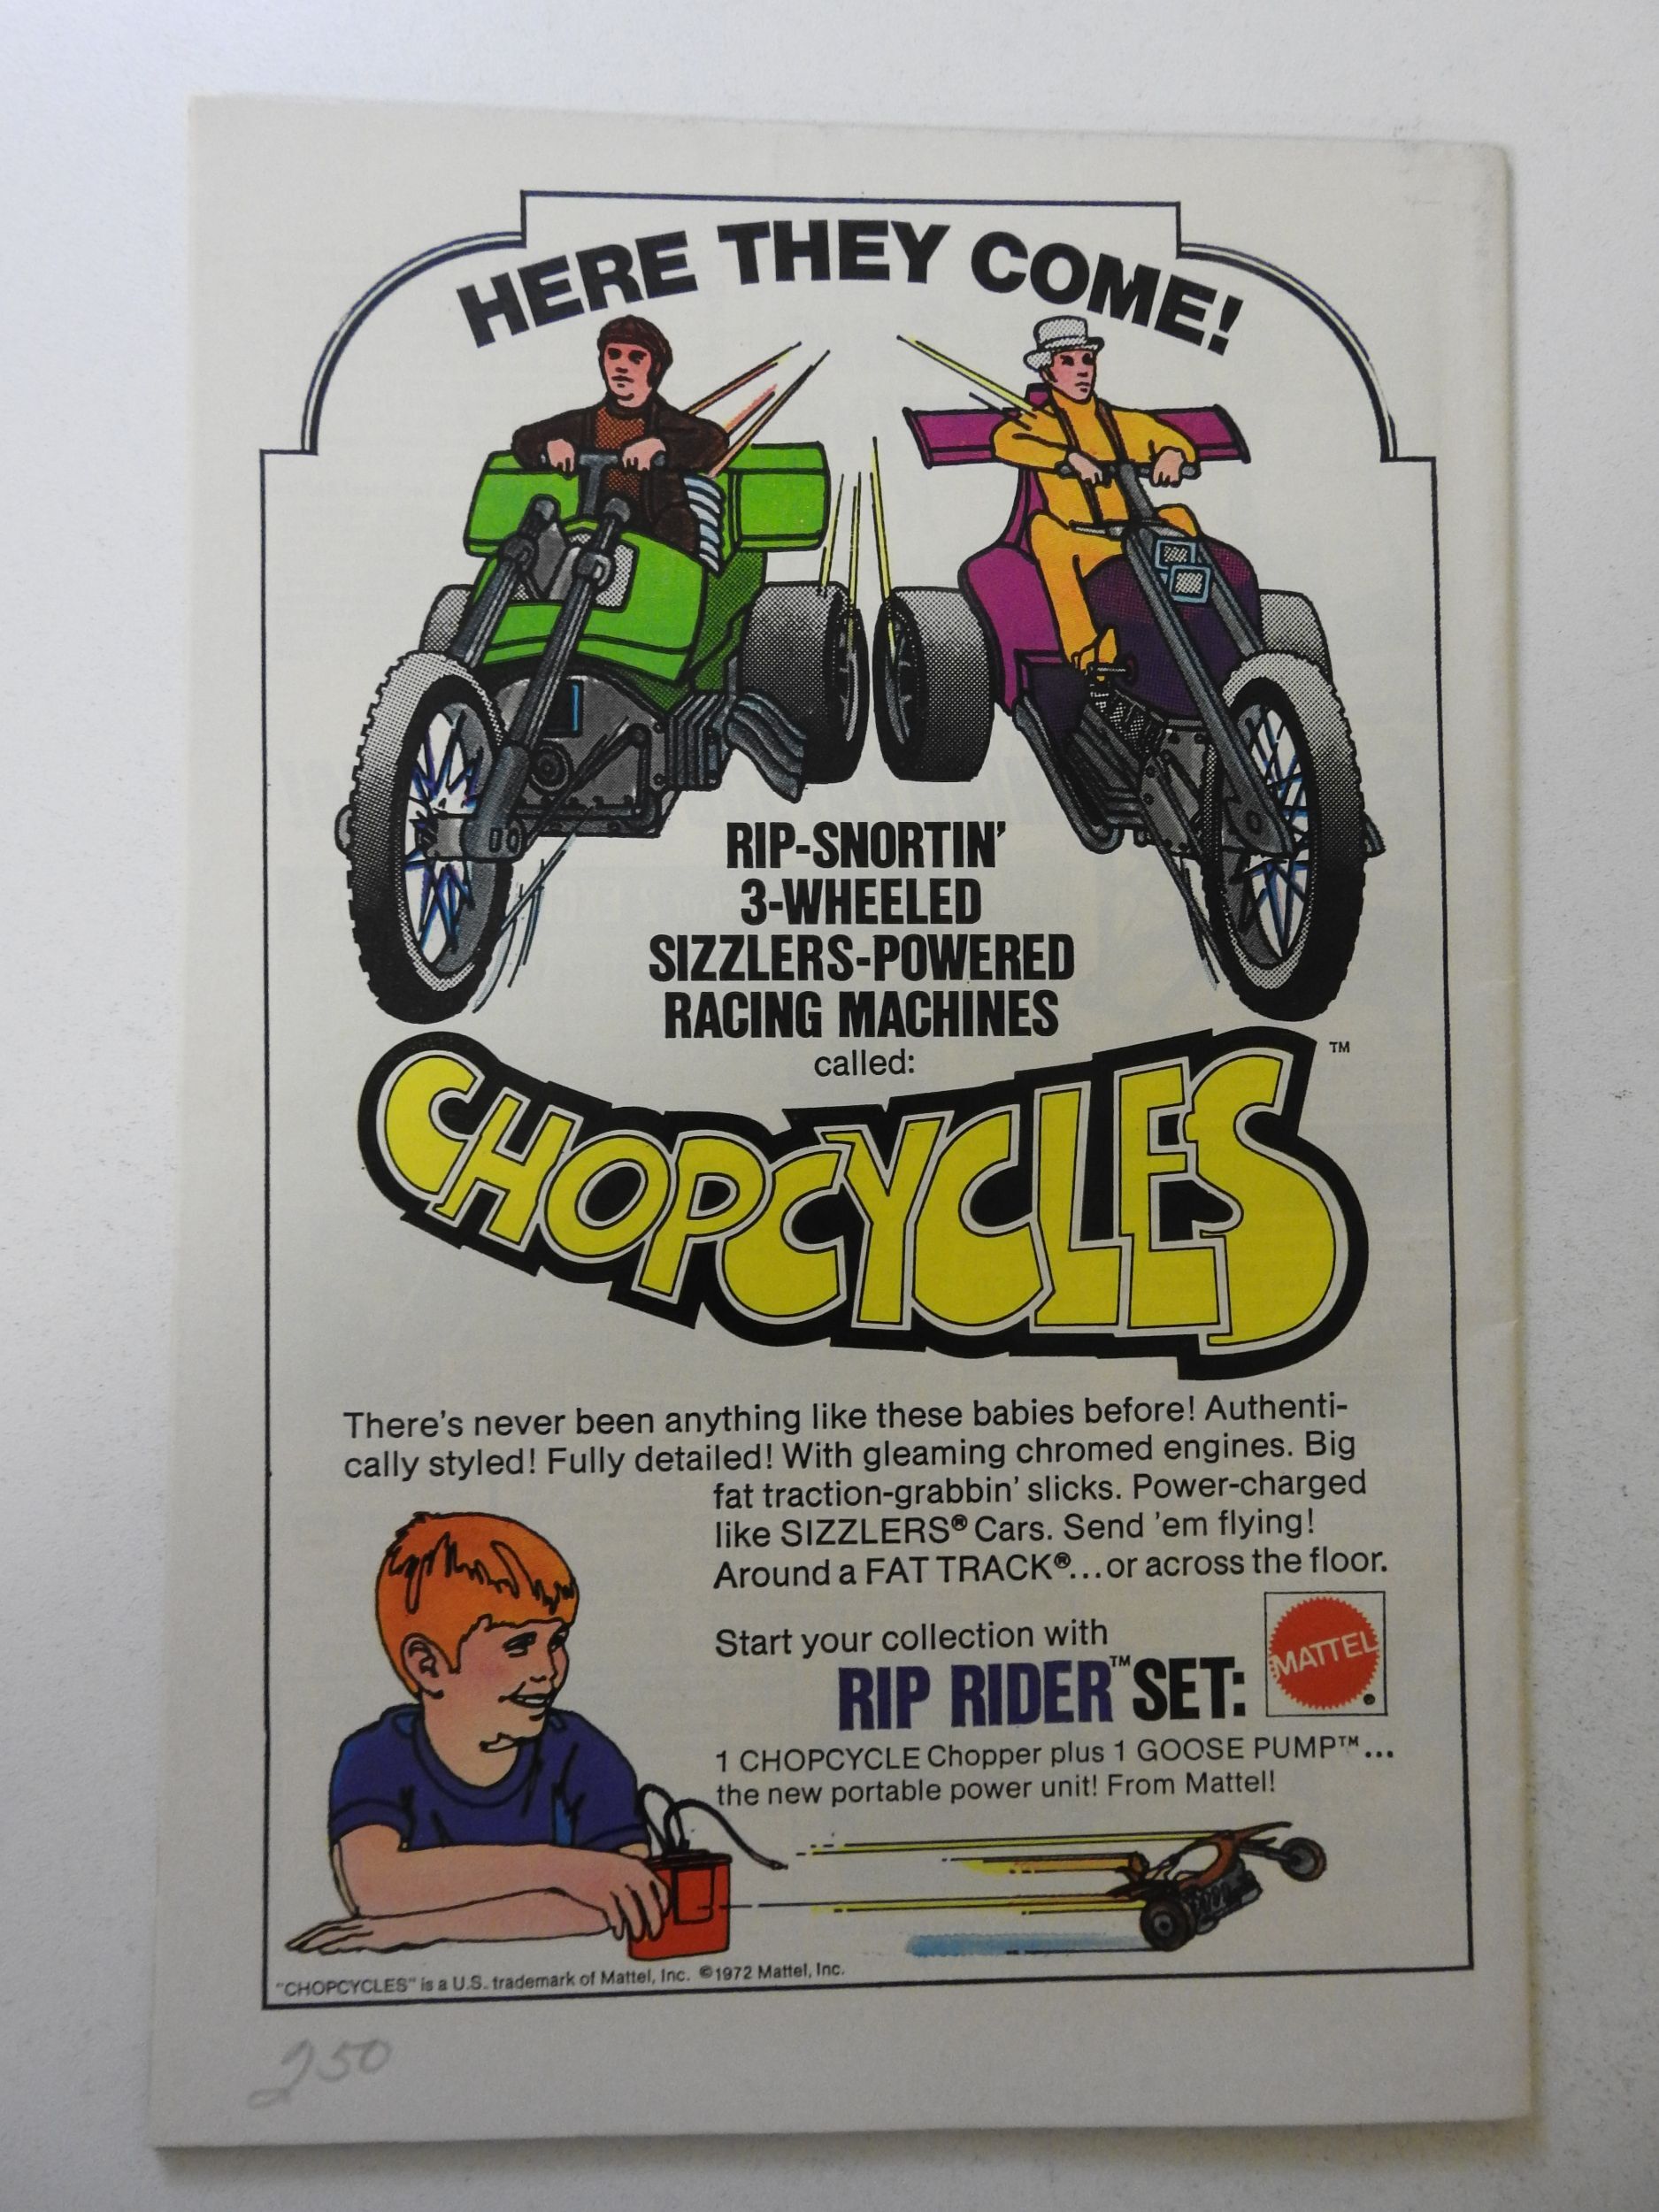 HERE THEY COME!
RIP-SNORTIN'
3-WHEELED
SIZZLERS-POWERED
RACING MACHINES
called:
CHOPCYCLES™
There's never been anything like these babies before! Authenti-
cally styled! Fully detailed! With gleaming chromed engines. Big
fat traction-grabbin' slicks. Power-charged
like SIZZLERS® Cars. Send 'em flying!
Around a FAT TRACK®...or across the floor.
Start your collection with
RIP RIDER™ SET:
MATTEL®
1 CHOPCYCLE Chopper plus 1 GOOSE PUMP™...
the new portable power unit! From Mattel!
"CHOPCYCLES" is a U.S. trademark of Mattel, Inc. ©1972 Mattel, Inc.
250